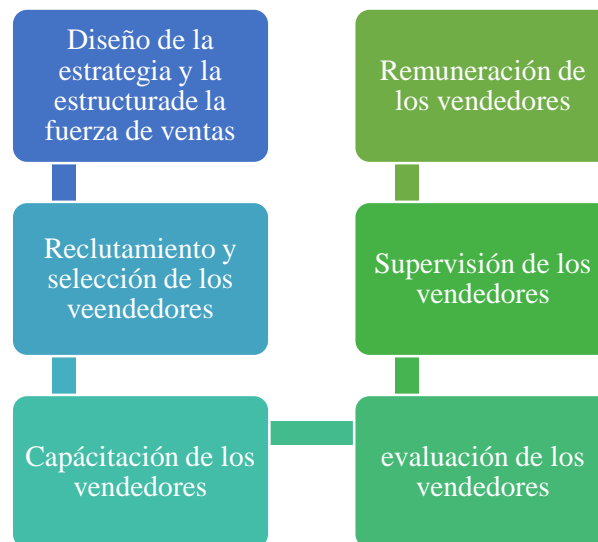 Diseño de la
estrategia y la
estructurade la
fuerza de ventas
Reclutamiento y
selección de los
veendedores
Capácitación de los
vendedores
evaluación de los
vendedores
Supervisión de los
vendedores
Remuneración de
los vendedores